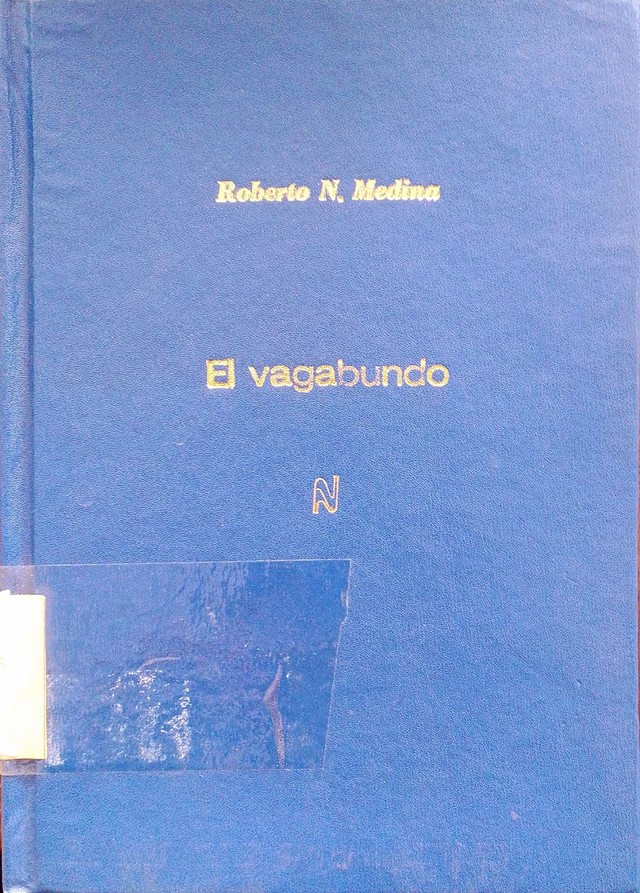 Roberto N. Medina
El vagabundo
N